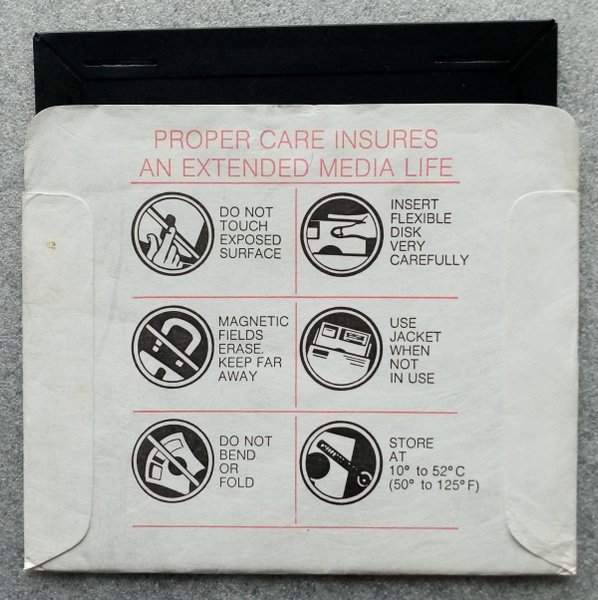 PROPER CARE INSURES
AN EXTENDED MEDIA LIFE
DO NOT
TOUCH
EXPOSED
SURFACE
INSERT
FLEXIBLE
DISK
VERY
CAREFULLY
MAGNETIC
FIELDS
ERASE.
KEEP FAR
AWAY
USE
JACKET
WHEN
NOT
IN USE
DO NOT
BEND
OR
FOLD
STORE
AT
10° to 52°C
(50° to 125°F)